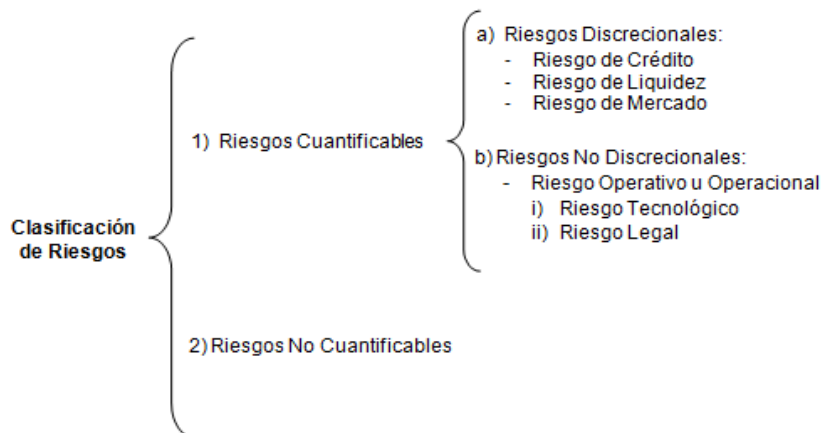 Clasificación
de Riesgos
1) Riesgos Cuantificables
a) Riesgos Discrecionales:
- Riesgo de Crédito
- Riesgo de Liquidez
- Riesgo de Mercado
b) Riesgos No Discrecionales:
- Riesgo Operativo u Operacional
i) Riesgo Tecnológico
ii) Riesgo Legal
2) Riesgos No Cuantificables